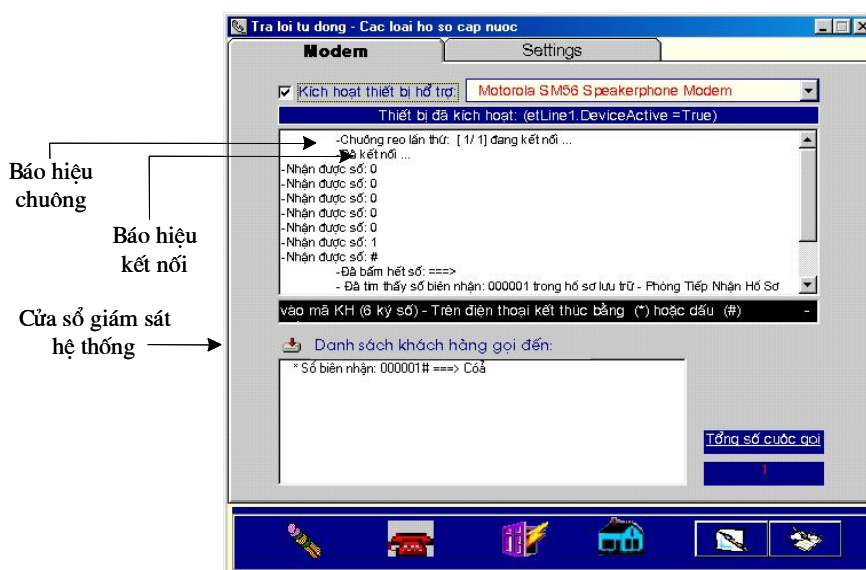 Tra loi tu dong - Cac loai ho so cap nuoc
Modem
Settings
Kích hoạt thiết bị hổ trợ:
Motorola SM56 Speakerphone Modem
Thiết bị đã kích hoạt: (etLine1.DeviceActive =True)
-Chuông reo lần thứ: [ 1/ 1] đang kết nối ...
-Đã kết nối ...
-Nhận được số: 0
-Nhận được số: 0
-Nhận được số: 0
-Nhận được số: 0
-Nhận được số: 0
-Nhận được số: 1
-Nhận được số: #
-Đã bấm hết số: ===>
- Đã tìm thấy số biên nhận: 000001 trong hồ sơ lưu trữ - Phòng Tiếp Nhận Hồ Sơ
vào mã KH (6 ký số) - Trên điện thoại kết thúc bằng (*) hoặc dấu (#) -
Danh sách khách hàng gọi đến:
* Số biên nhận: 000001# ===> Cóả
Tổng số cuộc gọi
1
Báo hiệu
chuông
Báo hiệu
kết nối
Cửa sổ giám sát
hệ thống